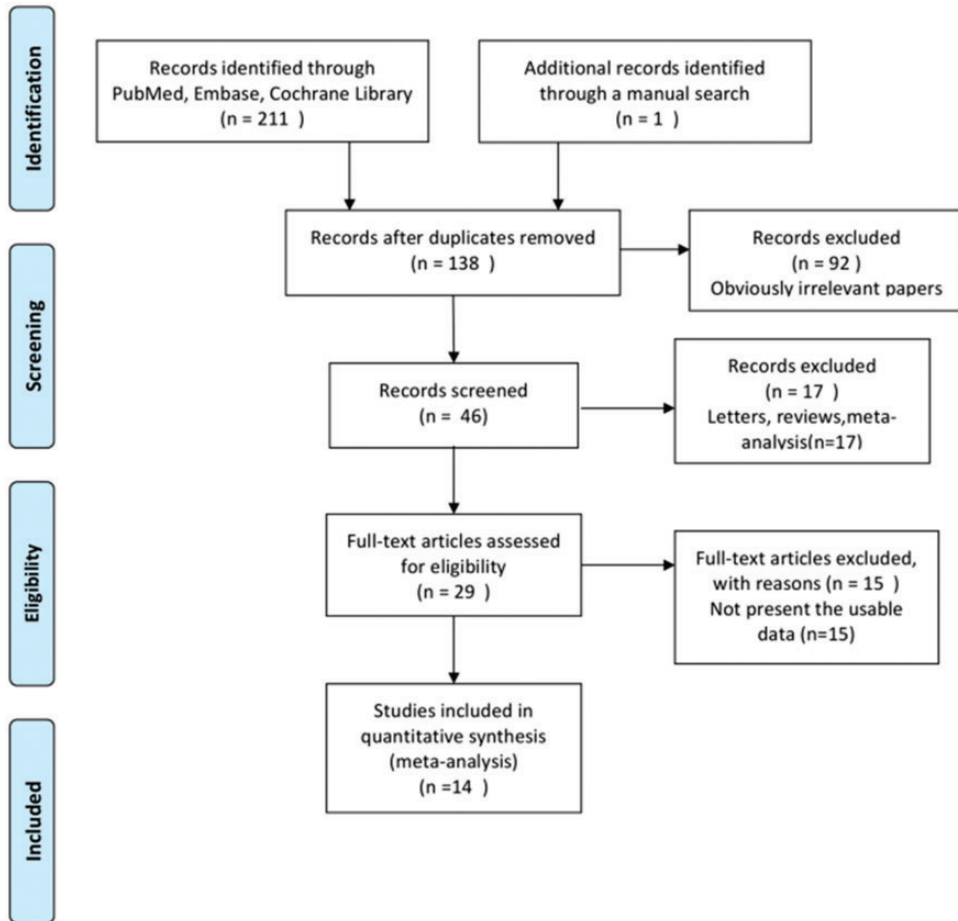 Identification
Records identified through
PubMed, Embase, Cochrane Library
(n = 211 )
Additional records identified
through a manual search
(n = 1 )
Records after duplicates removed
(n = 138 )
Records excluded
(n = 92 )
Obviously irrelevant papers
Screening
Records screened
(n = 46)
Records excluded
(n = 17 )
Letters, reviews,meta-
analysis(n=17)
Eligibility
Full-text articles assessed
for eligibility
(n = 29 )
Full-text articles excluded,
with reasons (n = 15 )
Not present the usable
data (n=15)
Included
Studies included in
quantitative synthesis
(meta-analysis)
(n =14 )